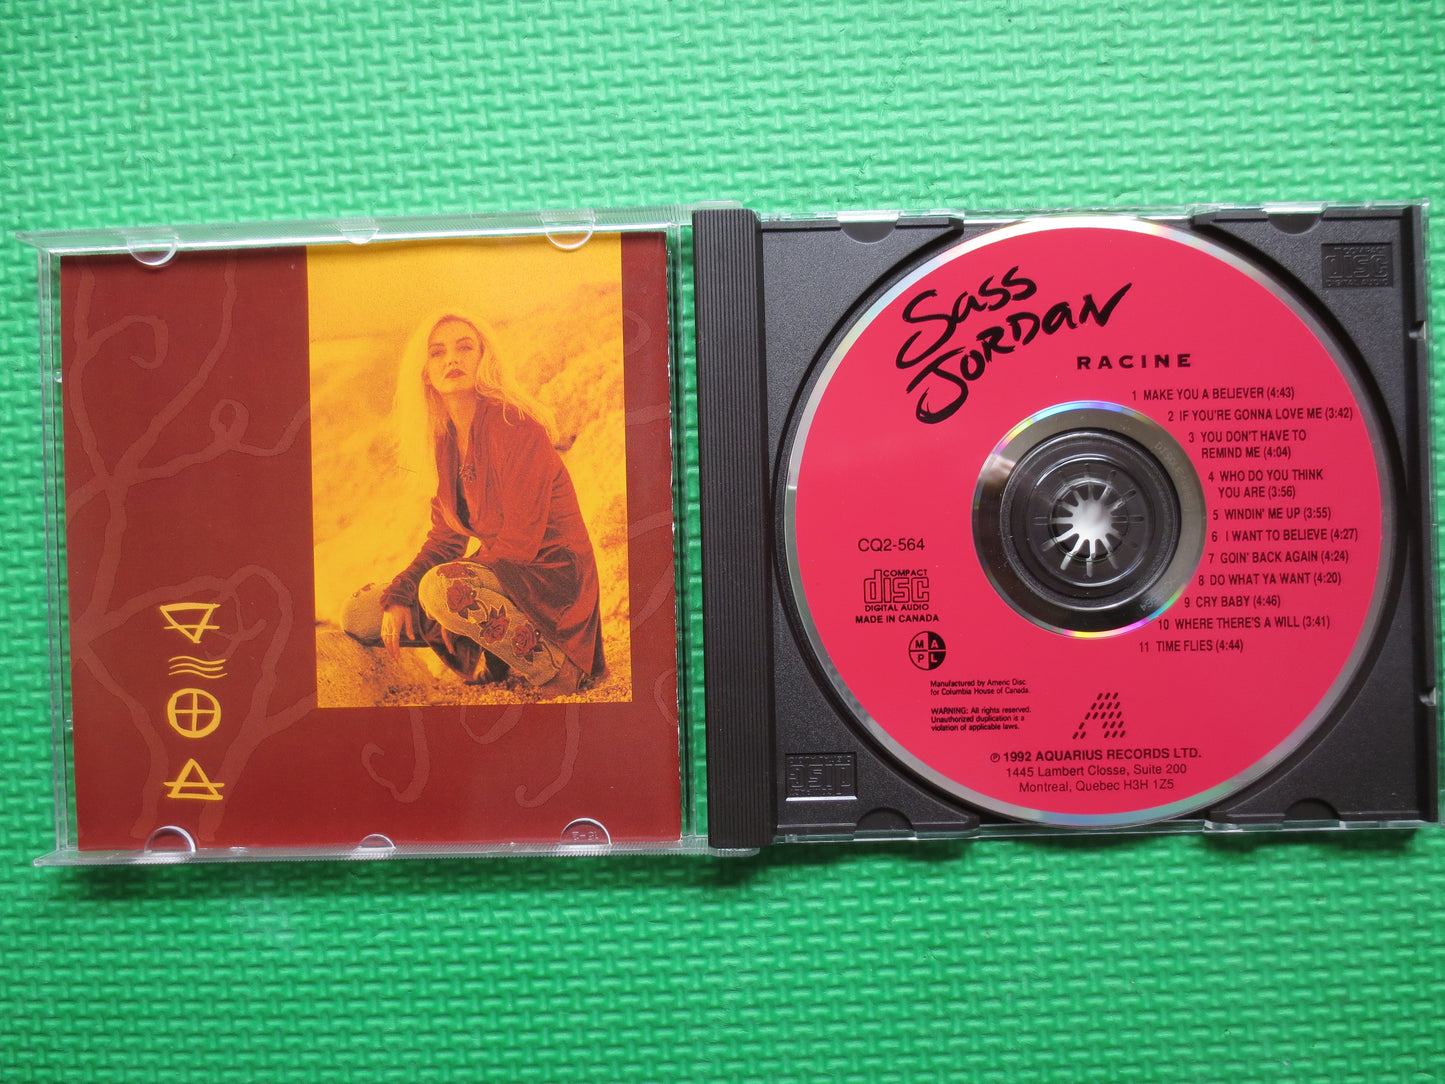 Sass
JORDAN
RACINE
1 MAKE YOU A BELIEVER (4:43)
2 IF YOU'RE GONNA LOVE ME (3:42)
3 YOU DON'T HAVE TO
REMIND ME (4:04)
4 WHO DO YOU THINK
YOU ARE (3:56)
5 WINDIN' ME UP (3:55)
6 I WANT TO BELIEVE (4:27)
7 GOIN' BACK AGAIN (4:24)
8 DO WHAT YA WANT (4:20)
9 CRY BABY (4:46)
10 WHERE THERE'S A WILL (3:41)
11 TIME FLIES (4:44)
CQ2-564
COMPACT
disc
DIGITAL AUDIO
MADE IN CANADA
M A
P L
Manufactured by Americ Disc
for Columbia House of Canada.
WARNING: All rights reserved.
Unauthorized duplication is a
violation of applicable laws.
℗ 1992 AQUARIUS RECORDS LTD.
1445 Lambert Closse, Suite 200
Montreal, Quebec H3H 1Z5
COMPACT
disc
DIGITAL AUDIO